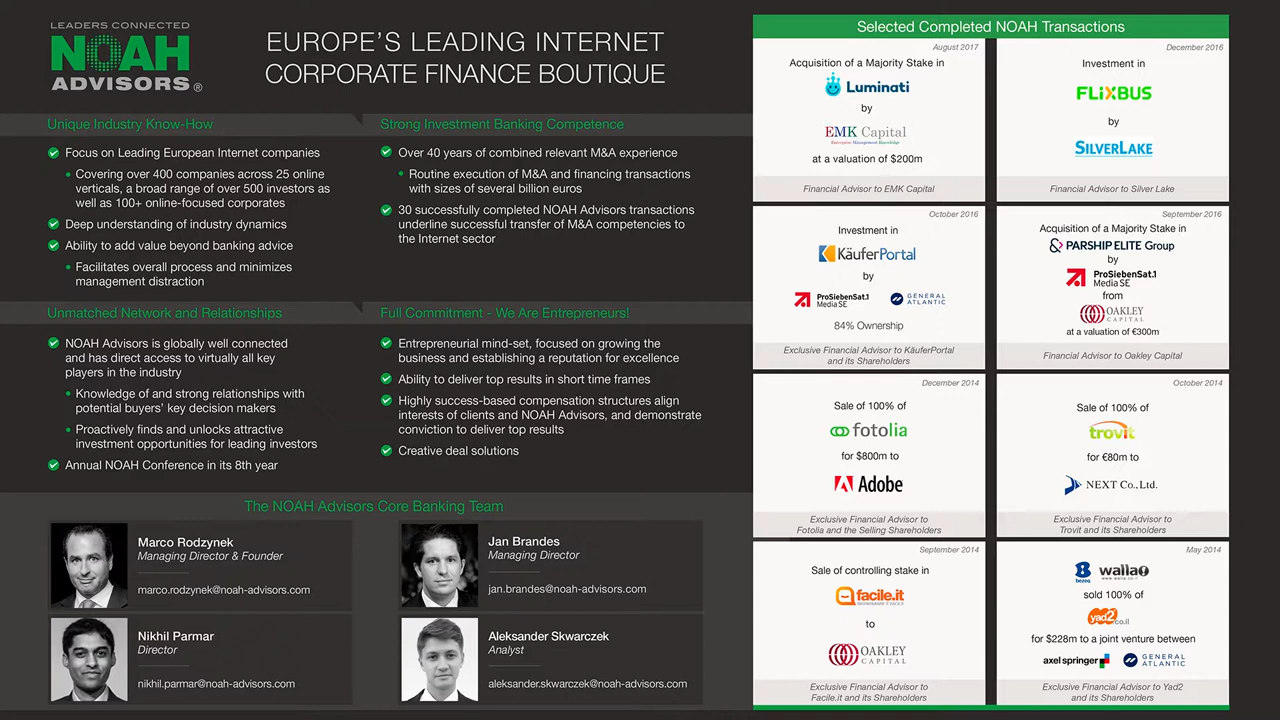 LEADERS CONNECTED
NOAH
ADVISORS®
EUROPE'S LEADING INTERNET
CORPORATE FINANCE BOUTIQUE
Unique Industry Know-How
Focus on Leading European Internet companies
• Covering over 400 companies across 25 online
verticals, a broad range of over 500 investors as
well as 100+ online-focused corporates
Deep understanding of industry dynamics
Ability to add value beyond banking advice
• Facilitates overall process and minimizes
management distraction
Strong Investment Banking Competence
Over 40 years of combined relevant M&A experience
• Routine execution of M&A and financing transactions
with sizes of several billion euros
30 successfully completed NOAH Advisors transactions
underline successful transfer of M&A competencies to
the Internet sector
Unmatched Network and Relationships
NOAH Advisors is globally well connected
and has direct access to virtually all key
players in the industry
• Knowledge of and strong relationships with
potential buyers' key decision makers
• Proactively finds and unlocks attractive
investment opportunities for leading investors
Annual NOAH Conference in its 8th year
Full Commitment - We Are Entrepreneurs!
Entrepreneurial mind-set, focused on growing the
business and establishing a reputation for excellence
Ability to deliver top results in short time frames
Highly success-based compensation structures align
interests of clients and NOAH Advisors, and demonstrate
conviction to deliver top results
Creative deal solutions
The NOAH Advisors Core Banking Team
Marco Rodzynek
Managing Director & Founder
marco.rodzynek@noah-advisors.com
Jan Brandes
Managing Director
jan.brandes@noah-advisors.com
Nikhil Parmar
Director
nikhil.parmar@noah-advisors.com
Aleksander Skwarczek
Analyst
aleksander.skwarczek@noah-advisors.com
Selected Completed NOAH Transactions
August 2017
Acquisition of a Majority Stake in
Luminati
by
EMK Capital
Enterprise Management Knowledge
at a valuation of $200m
Financial Advisor to EMK Capital
December 2016
Investment in
FLiXBUS
by
SILVERLAKE
Financial Advisor to Silver Lake
October 2016
Investment in
KäuferPortal
by
ProSiebenSat.1
Media SE
GENERAL
ATLANTIC
84% Ownership
Exclusive Financial Advisor to KäuferPortal
and its Shareholders
September 2016
Acquisition of a Majority Stake in
PARSHIP ELITE Group
by
ProSiebenSat.1
Media SE
from
OAKLEY
CAPITAL
at a valuation of €300m
Financial Advisor to Oakley Capital
December 2014
Sale of 100% of
fotolia
for $800m to
Adobe
Exclusive Financial Advisor to
Fotolia and the Selling Shareholders
October 2014
Sale of 100% of
trovit
for €80m to
NEXT Co., Ltd.
Exclusive Financial Advisor to
Trovit and its Shareholders
September 2014
Sale of controlling stake in
facile.it
RISPARMIARE È FACILE
to
OAKLEY
CAPITAL
Exclusive Financial Advisor to
Facile.it and its Shareholders
May 2014
bezeq
walla!
www.walla.co.il
sold 100% of
yad2.co.il
for $228m to a joint venture between
axel springer
GENERAL
ATLANTIC
Exclusive Financial Advisor to Yad2
and its Shareholders